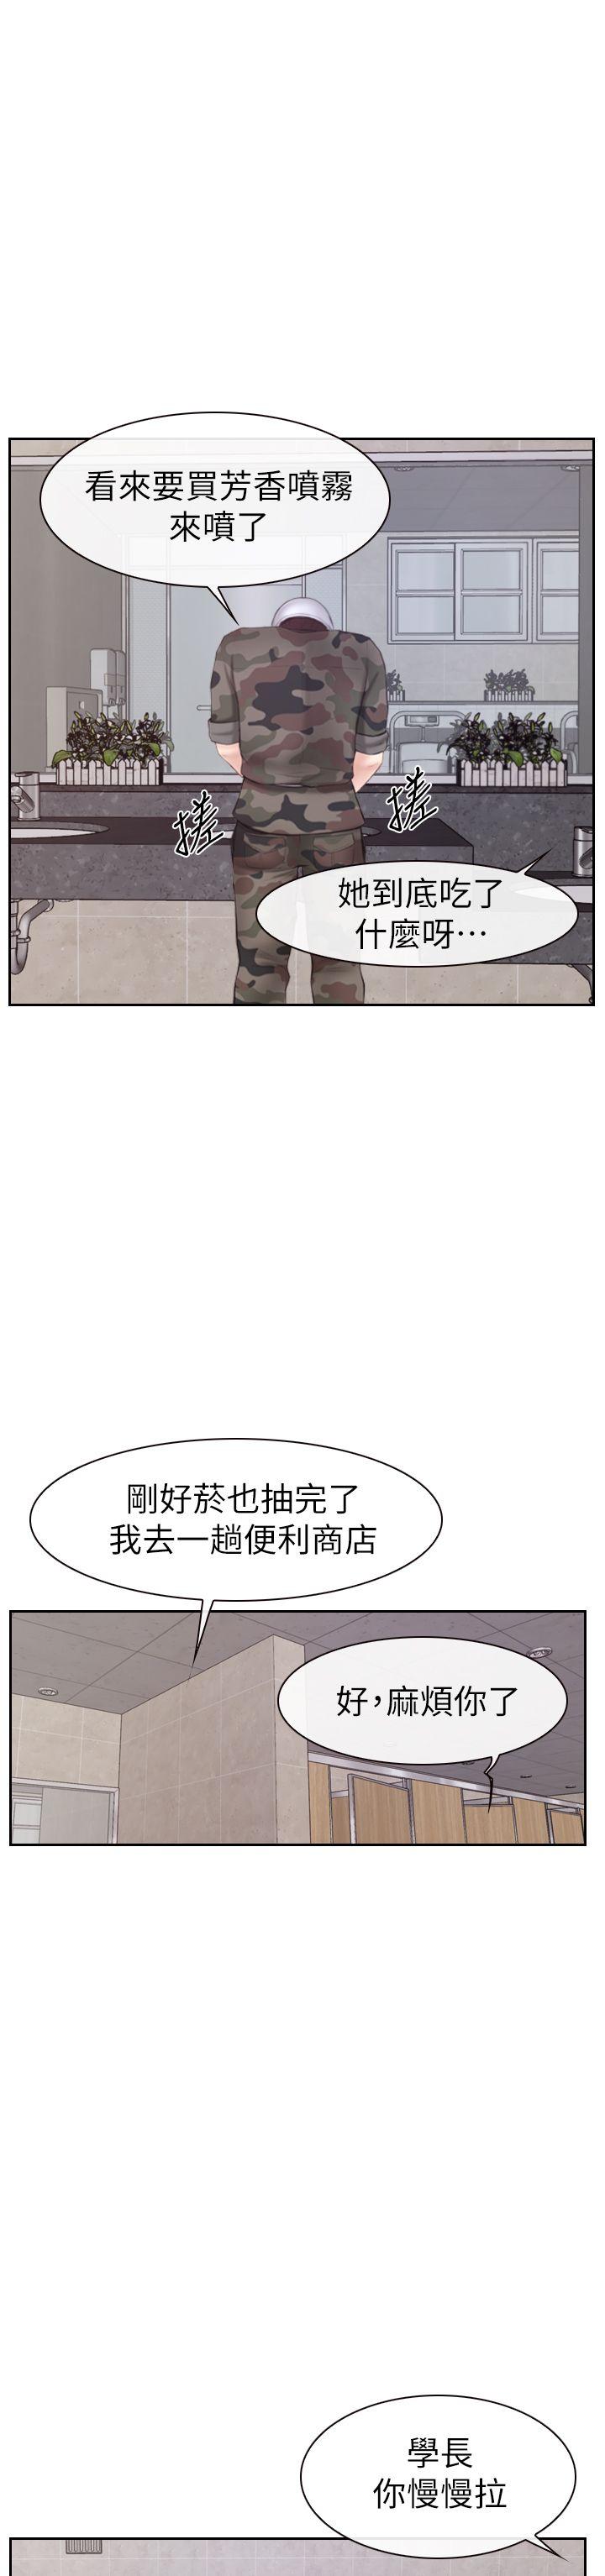 看來要買芳香噴霧
來噴了
搓
搓
她到底吃了
什麼呀…
剛好菸也抽完了
我去一趟便利商店
好,麻煩你了
學長
你慢慢拉